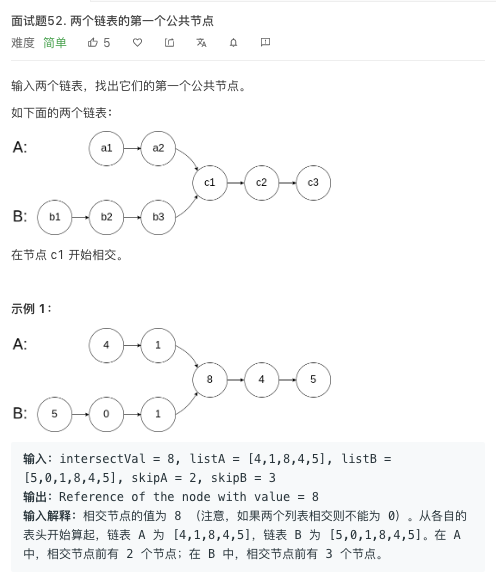 面试题52. 两个链表的第一个公共节点
难度 简单 5
输入两个链表，找出它们的第一个公共节点。
如下面的两个链表：
A: a1 a2
c1 c2 c3
B: b1 b2 b3
在节点 c1 开始相交。
示例 1：
A: 4 1
8 4 5
B: 5 0 1
输入：intersectVal = 8, listA = [4,1,8,4,5], listB =
[5,0,1,8,4,5], skipA = 2, skipB = 3
输出：Reference of the node with value = 8
输入解释：相交节点的值为 8 （注意，如果两个列表相交则不能为 0）。从各自的
表头开始算起，链表 A 为 [4,1,8,4,5]，链表 B 为 [5,0,1,8,4,5]。在 A
中，相交节点前有 2 个节点；在 B 中，相交节点前有 3 个节点。